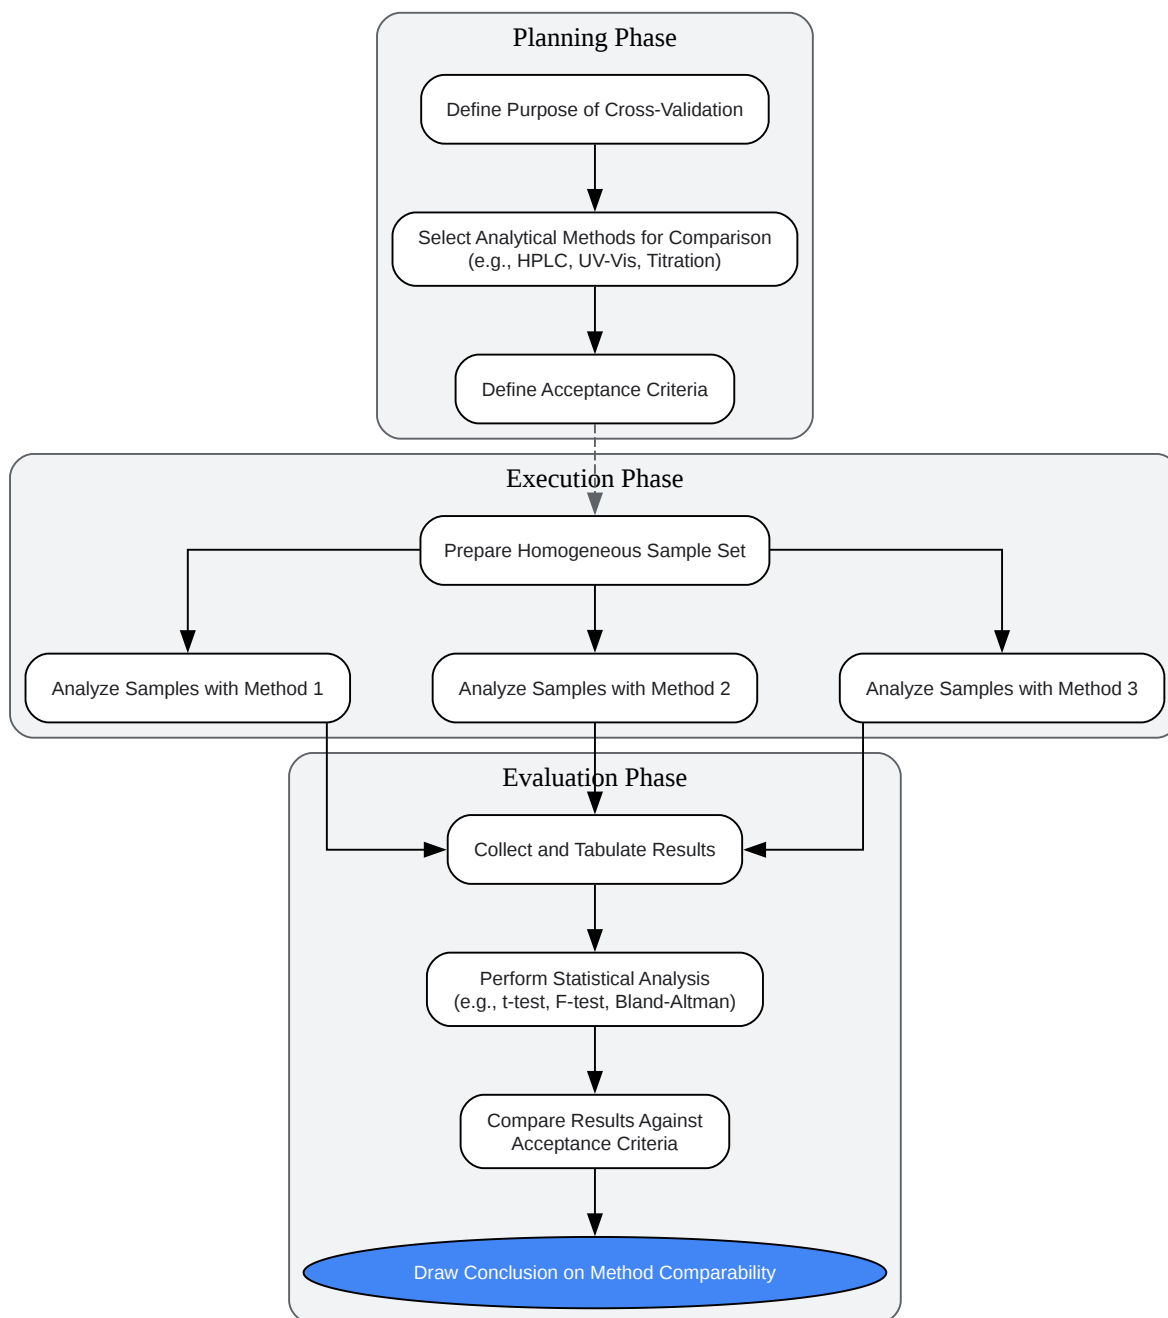 Planning Phase
Define Purpose of Cross-Validation
Select Analytical Methods for Comparison
(e.g., HPLC, UV-Vis, Titration)
Define Acceptance Criteria
Execution Phase
Prepare Homogeneous Sample Set
Analyze Samples with Method 1
Analyze Samples with Method 2
Analyze Samples with Method 3
Evaluation Phase
Collect and Tabulate Results
Perform Statistical Analysis
(e.g., t-test, F-test, Bland-Altman)
Compare Results Against
Acceptance Criteria
Draw Conclusion on Method Comparability